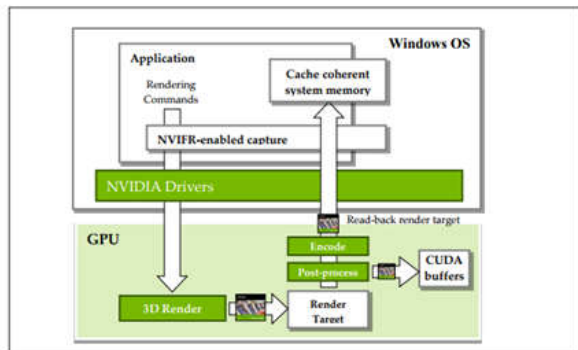 Windows OS
Application
Rendering
Commands
Cache coherent
system memory
NVIFR-enabled capture
NVIDIA Drivers
Read-back render target
GPU
Encode
Post-process
CUDA
buffers
3D Render
Render
Target